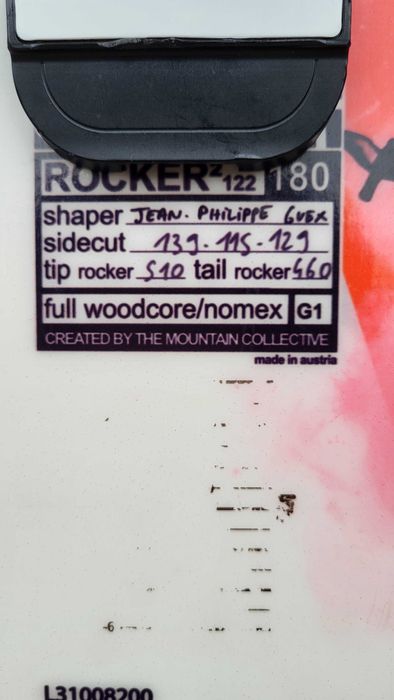 ROCKER² 122 180
shaper JEAN-PHILIPPE GUEX
sidecut 139-115-129
tip rocker 510 tail rocker 460
full woodcore/nomex G1
CREATED BY THE MOUNTAIN COLLECTIVE
made in austria
-6
L31008200